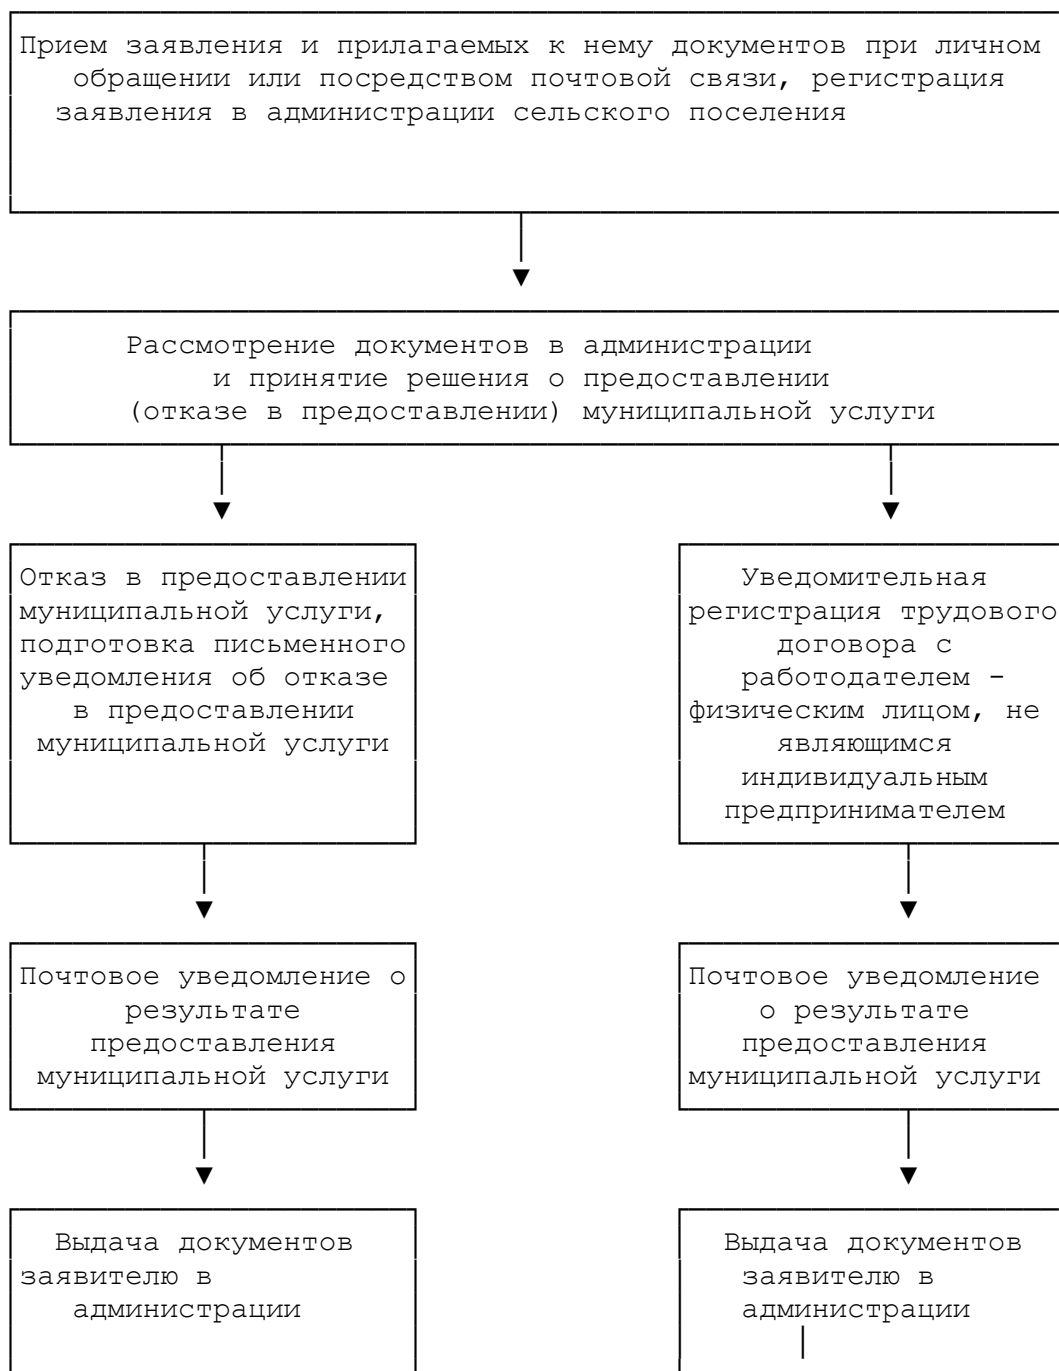 Прием заявления и прилагаемых к нему документов при личном
обращении или посредством почтовой связи, регистрация
заявления в администрации сельского поселения
Рассмотрение документов в администрации
и принятие решения о предоставлении
(отказе в предоставлении) муниципальной услуги
Отказ в предоставлении
муниципальной услуги,
подготовка письменного
уведомления об отказе
в предоставлении
муниципальной услуги
Уведомительная
регистрация трудового
договора с
работодателем -
физическим лицом, не
являющимся
индивидуальным
предпринимателем
Почтовое уведомление о
результате
предоставления
муниципальной услуги
Почтовое уведомление
о результате
предоставления
муниципальной услуги
Выдача документов
заявителю в
администрации
Выдача документов
заявителю в
администрации